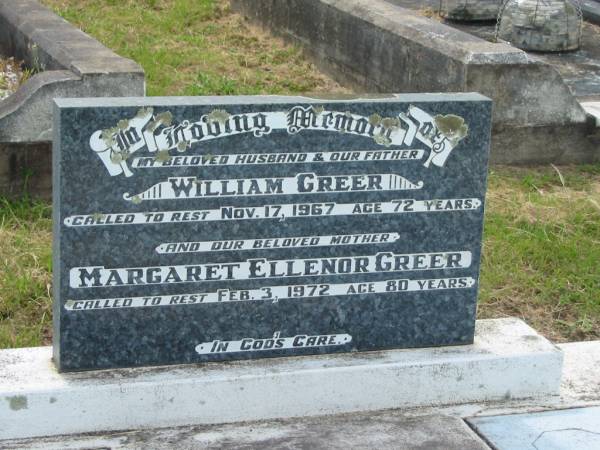 In Loving Memory of
MY BELOVED HUSBAND & OUR FATHER
WILLIAM GREER
CALLED TO REST NOV. 17, 1967 AGE 72 YEARS.
AND OUR BELOVED MOTHER
MARGARET ELLENOR GREER
CALLED TO REST FEB. 3, 1972 AGE 80 YEARS.
IN GOD'S CARE.